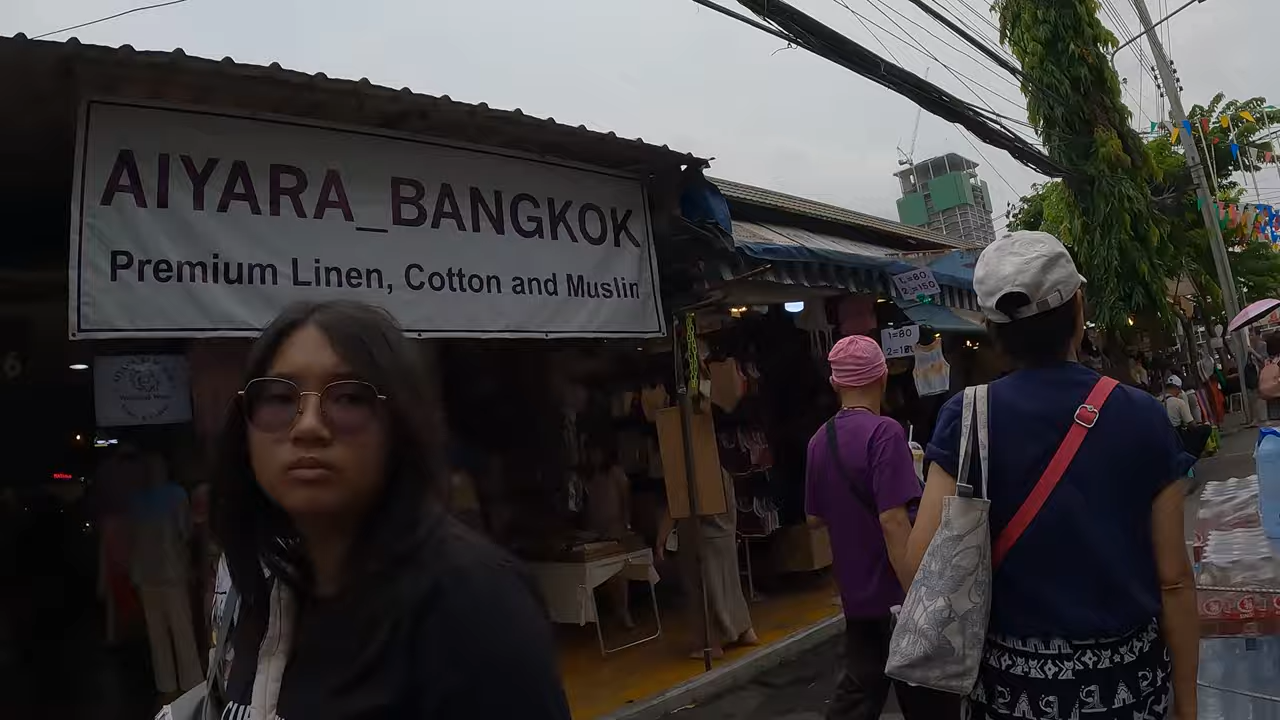 AIYARA_BANGKOK
Premium Linen, Cotton and Muslin
1=80
2=150
1=80